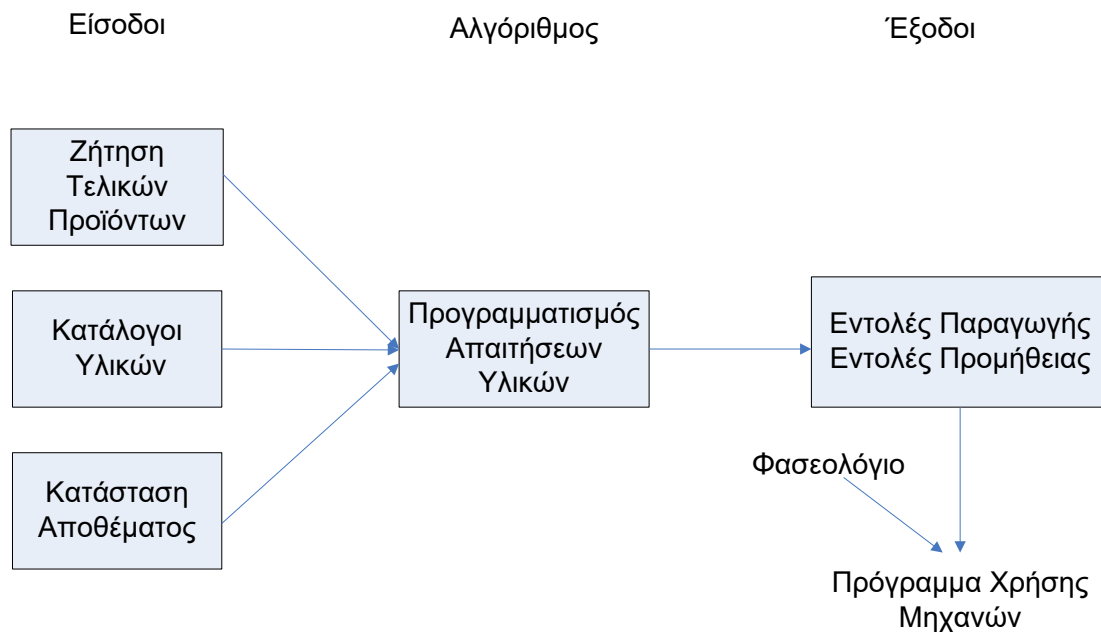 Είσοδοι
Αλγόριθμος
Έξοδοι
Ζήτηση
Τελικών
Προϊόντων
Κατάλογοι
Υλικών
Κατάσταση
Αποθέματος
Προγραμματισμός
Απαιτήσεων
Υλικών
Εντολές Παραγωγής
Εντολές Προμήθειας
Φασεολόγιο
Πρόγραμμα Χρήσης
Μηχανών